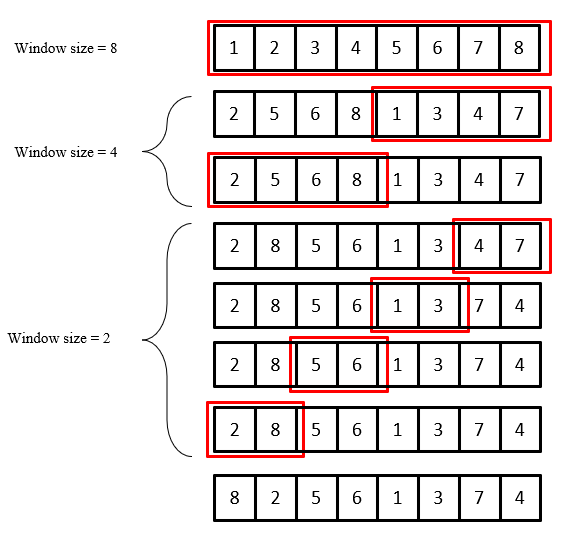 Window size = 8
1 2 3 4 5 6 7 8
2 5 6 8 1 3 4 7
Window size = 4
2 5 6 8 1 3 4 7
2 8 5 6 1 3 4 7
2 8 5 6 1 3 7 4
Window size = 2
2 8 5 6 1 3 7 4
2 8 5 6 1 3 7 4
8 2 5 6 1 3 7 4